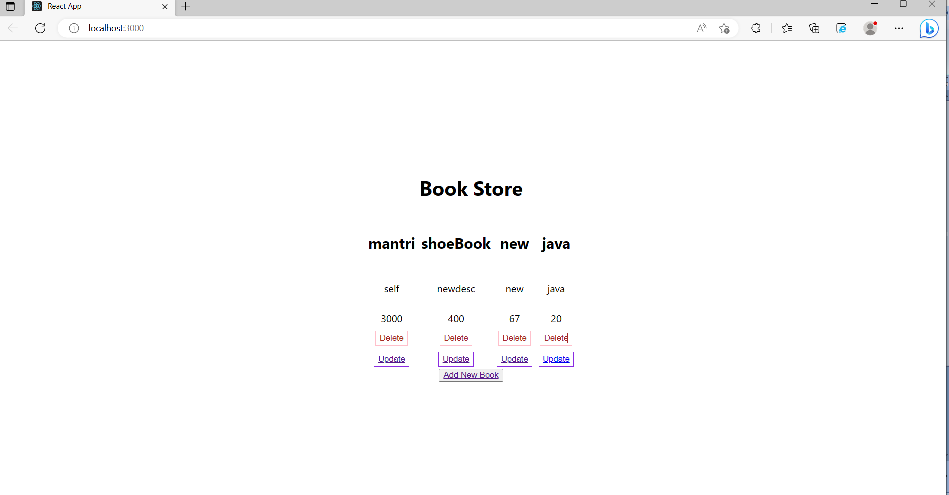 React App
localhost:3000
Book Store
mantri shoeBook new java
self newdesc new java
3000 400 67 20
Delete Delete Delete Delete
Update Update Update Update
Add New Book